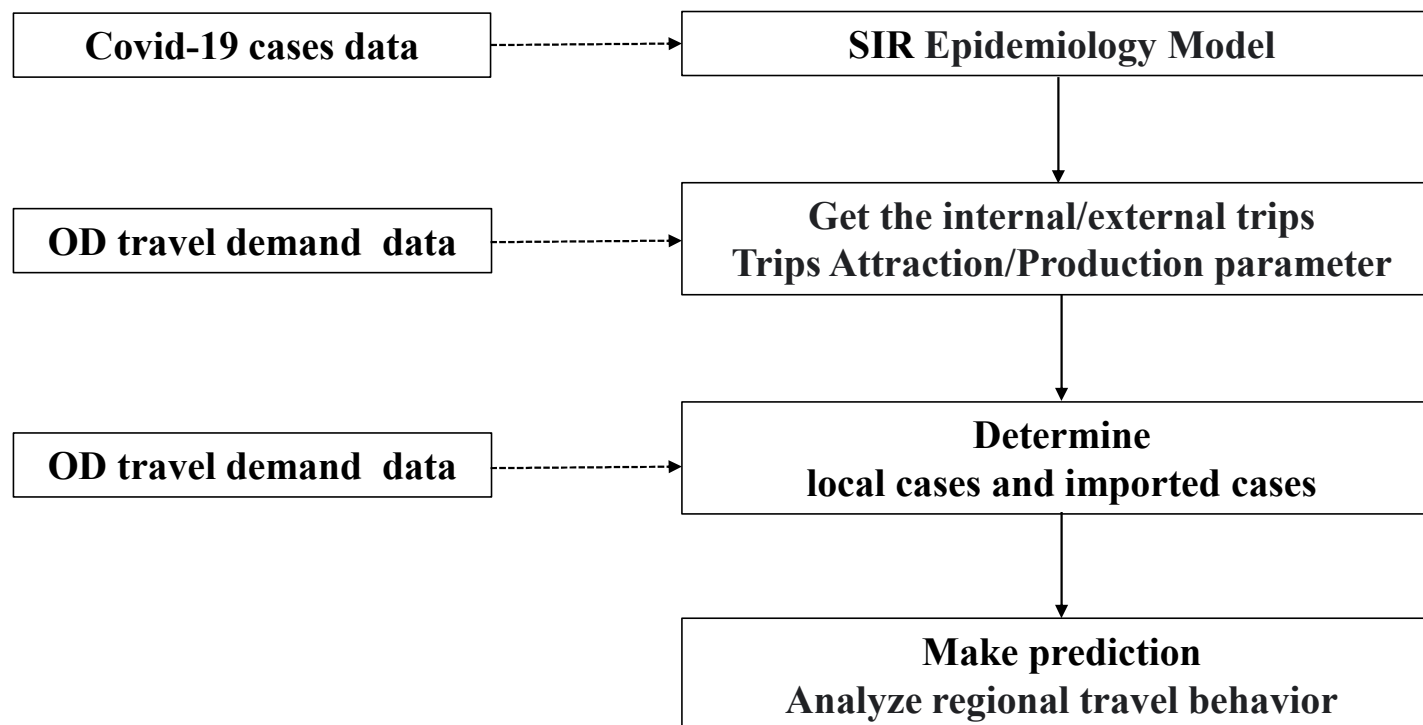 Covid-19 cases data
SIR Epidemiology Model
OD travel demand  data
Get the internal/external trips
Trips Attraction/Production parameter
OD travel demand  data
Determine
local cases and imported cases
Make prediction
Analyze regional travel behavior